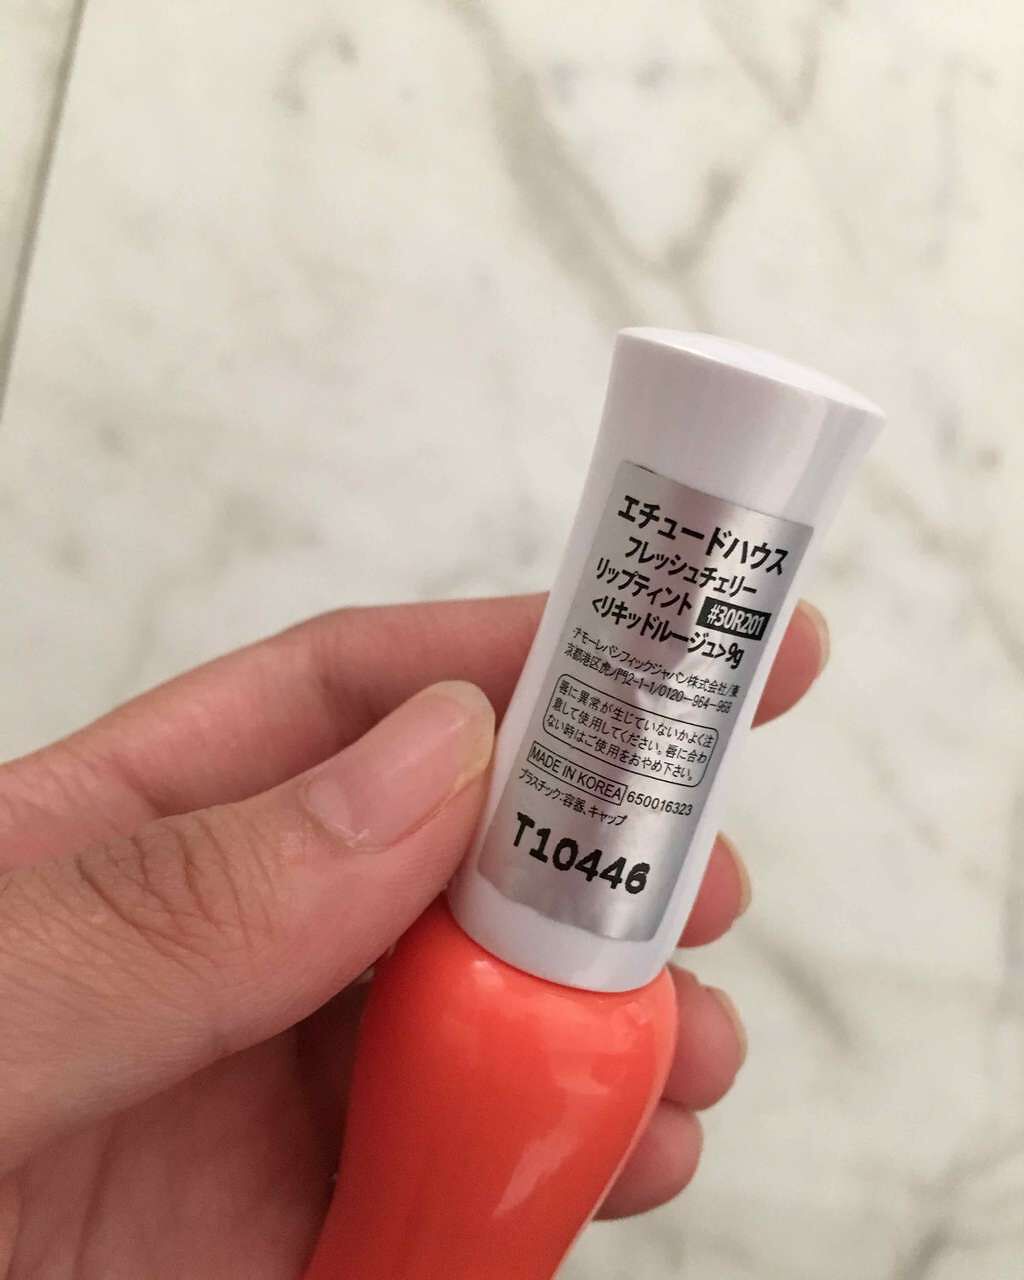 エチュードハウス
フレッシュチェリー
リップティント #30R201
<リキッドルージュ>9g
アモーレパシフィックジャパン株式会社/東
京都港区虎ノ門2-1-1/0120-964-968
唇に異常が生じていないかよく注
意して使用してください。唇に合わ
ない時はご使用をおやめ下さい。
MADE IN KOREA 650016323
プラスチック:容器、キャップ
T10446